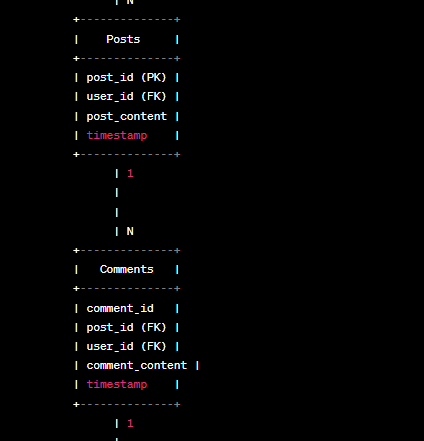 | N
+--------------+
|    Posts     |
+--------------+
| post_id (PK) |
| user_id (FK) |
| post_content |
| timestamp    |
+--------------+
      | 1
      |
      |
      | N
+--------------+
|   Comments   |
+--------------+
| comment_id   |
| post_id (FK) |
| user_id (FK) |
| comment_content |
| timestamp    |
+--------------+
      | 1
      |